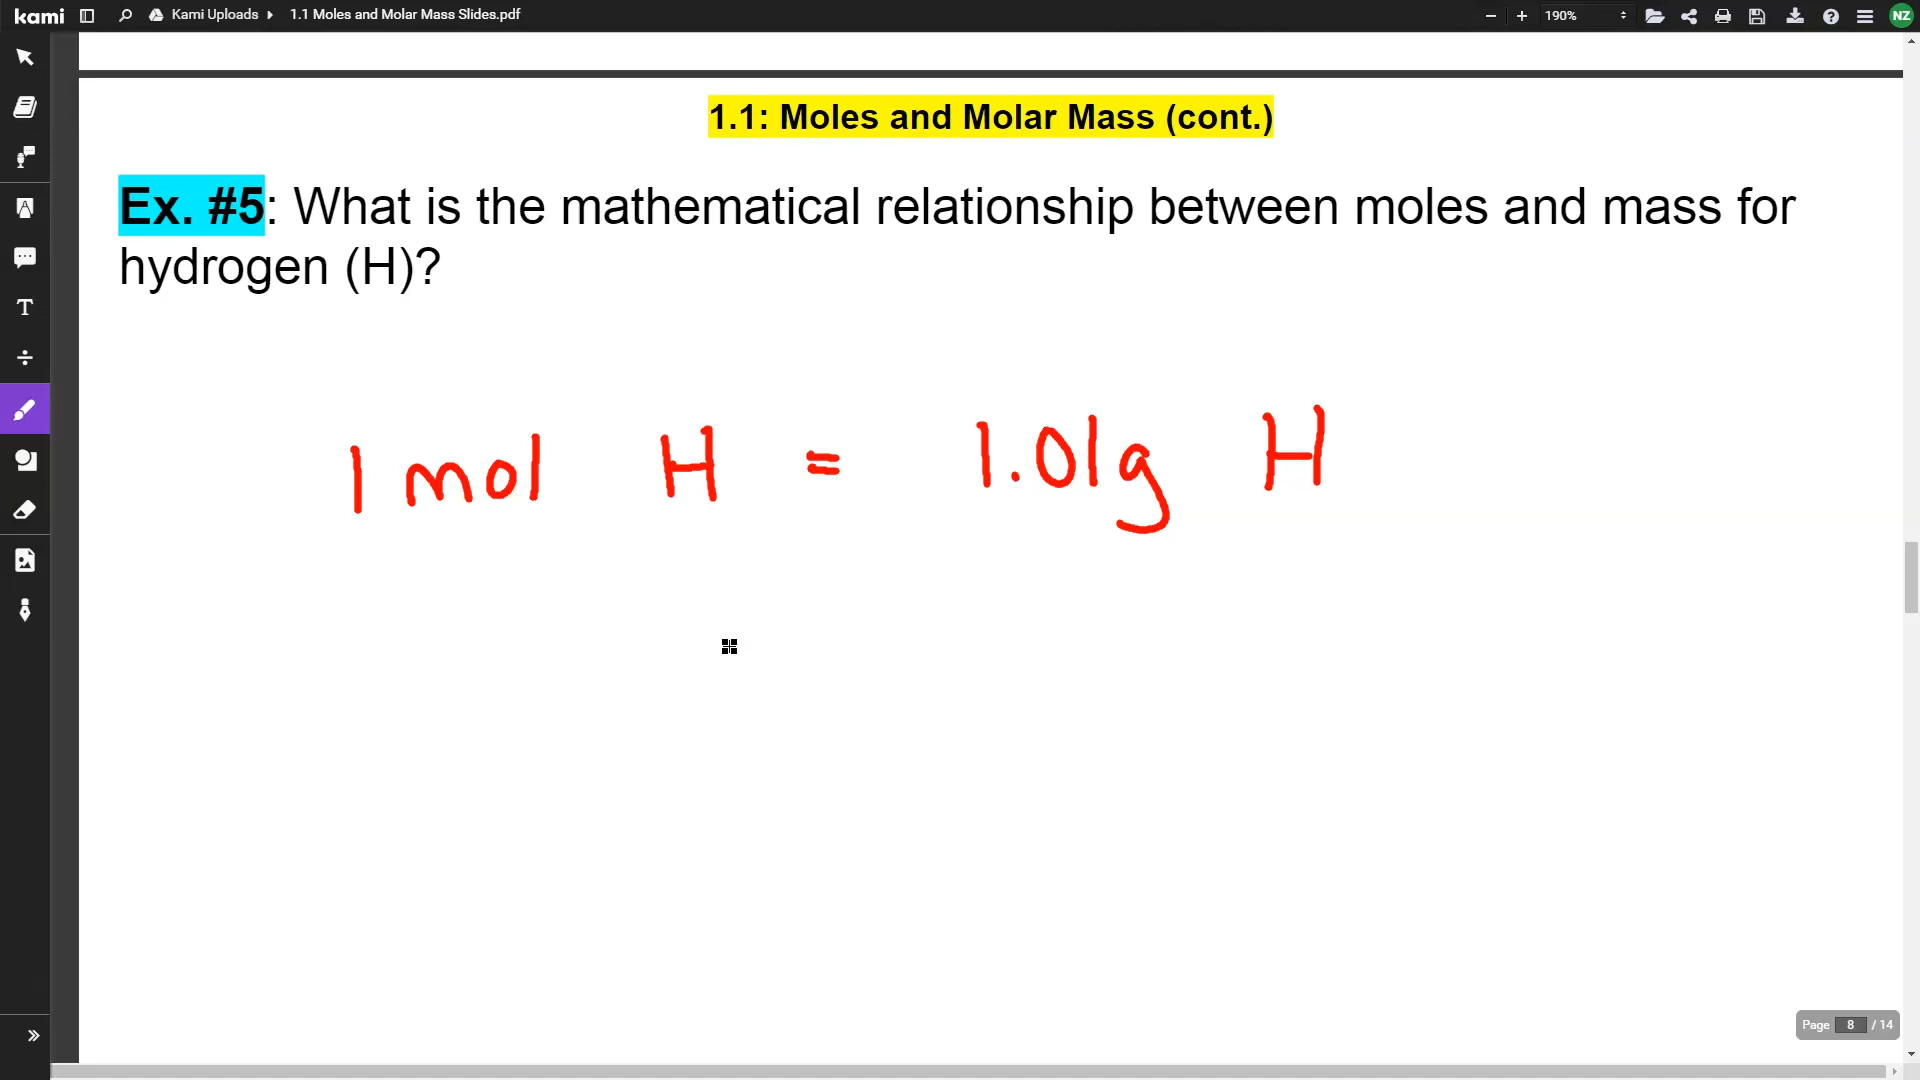 kami Kami Uploads 1.1 Moles and Molar Mass Slides.pdf 190% NZ
1.1: Moles and Molar Mass (cont.)
Ex. #5: What is the mathematical relationship between moles and mass for
hydrogen (H)?
1 mol H = 1.01g H
Page 8 / 14